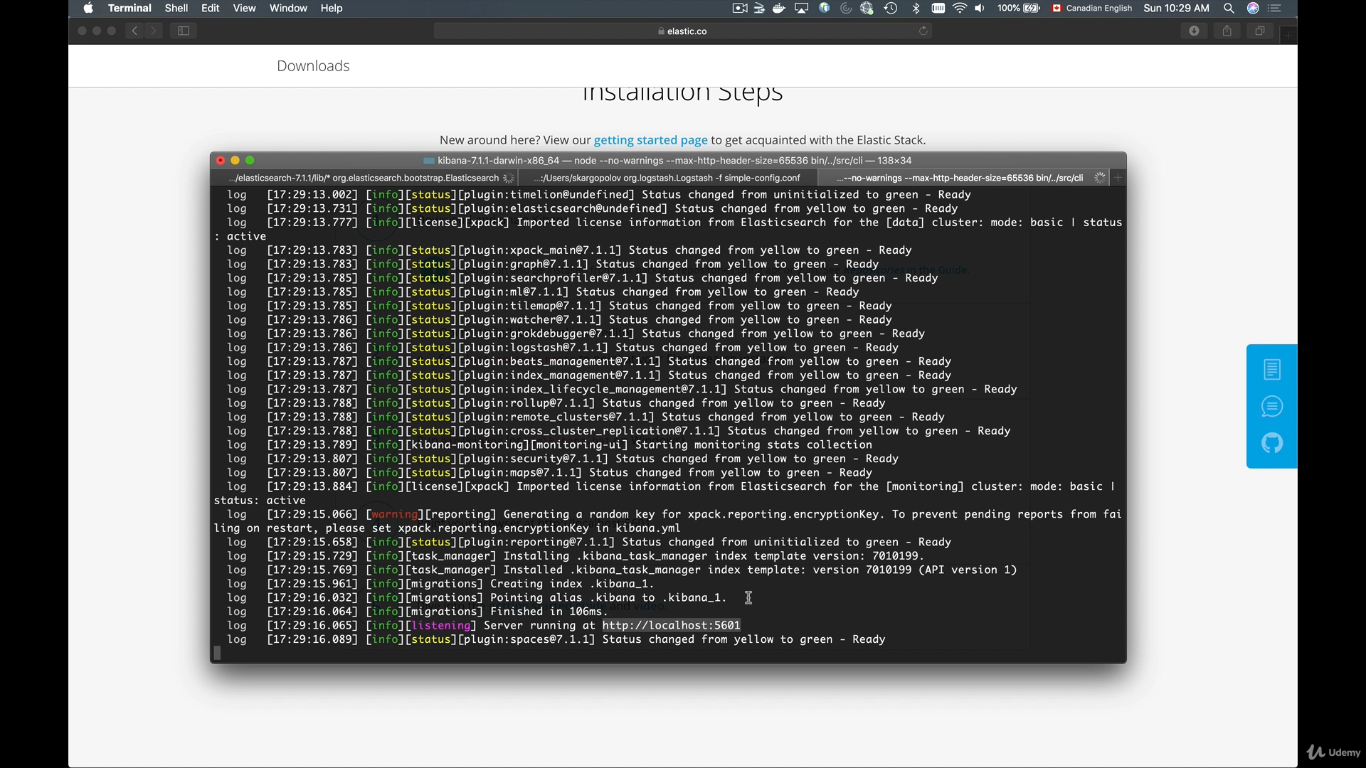 Terminal Shell Edit View Window Help 100% Canadian English Sun 10:29 AM
elastic.co
Downloads
Installation Steps
New around here? View our getting started page to get acquainted with the Elastic Stack.
kibana-7.1.1-darwin-x86_64 — node --no-warnings --max-http-header-size=65536 bin/../src/cli — 138×34
.../elasticsearch-7.1.1/lib/* org.elasticsearch.bootstrap.Elasticsearch ...:/Users/skargopolov org.logstash.Logstash -f simple-config.conf ...--no-warnings --max-http-header-size=65536 bin/../src/cli
log [17:29:13.002] [info][status][plugin:timelion@undefined] Status changed from uninitialized to green - Ready
log [17:29:13.731] [info][status][plugin:elasticsearch@undefined] Status changed from yellow to green - Ready
log [17:29:13.777] [info][license][xpack] Imported license information from Elasticsearch for the [data] cluster: mode: basic | status
: active
log [17:29:13.783] [info][status][plugin:xpack_main@7.1.1] Status changed from yellow to green - Ready
log [17:29:13.783] [info][status][plugin:graph@7.1.1] Status changed from yellow to green - Ready
log [17:29:13.785] [info][status][plugin:searchprofiler@7.1.1] Status changed from yellow to green - Ready
log [17:29:13.785] [info][status][plugin:ml@7.1.1] Status changed from yellow to green - Ready
log [17:29:13.785] [info][status][plugin:tilemap@7.1.1] Status changed from yellow to green - Ready
log [17:29:13.786] [info][status][plugin:watcher@7.1.1] Status changed from yellow to green - Ready
log [17:29:13.786] [info][status][plugin:grokdebugger@7.1.1] Status changed from yellow to green - Ready
log [17:29:13.786] [info][status][plugin:logstash@7.1.1] Status changed from yellow to green - Ready
log [17:29:13.787] [info][status][plugin:beats_management@7.1.1] Status changed from yellow to green - Ready
log [17:29:13.787] [info][status][plugin:index_management@7.1.1] Status changed from yellow to green - Ready
log [17:29:13.787] [info][status][plugin:index_lifecycle_management@7.1.1] Status changed from yellow to green - Ready
log [17:29:13.788] [info][status][plugin:rollup@7.1.1] Status changed from yellow to green - Ready
log [17:29:13.788] [info][status][plugin:remote_clusters@7.1.1] Status changed from yellow to green - Ready
log [17:29:13.788] [info][status][plugin:cross_cluster_replication@7.1.1] Status changed from yellow to green - Ready
log [17:29:13.789] [info][kibana-monitoring][monitoring-ui] Starting monitoring stats collection
log [17:29:13.807] [info][status][plugin:security@7.1.1] Status changed from yellow to green - Ready
log [17:29:13.807] [info][status][plugin:maps@7.1.1] Status changed from yellow to green - Ready
log [17:29:13.884] [info][license][xpack] Imported license information from Elasticsearch for the [monitoring] cluster: mode: basic |
status: active
log [17:29:15.066] [warning][reporting] Generating a random key for xpack.reporting.encryptionKey. To prevent pending reports from fai
ling on restart, please set xpack.reporting.encryptionKey in kibana.yml
log [17:29:15.658] [info][status][plugin:reporting@7.1.1] Status changed from uninitialized to green - Ready
log [17:29:15.729] [info][task_manager] Installing .kibana_task_manager index template version: 7010199.
log [17:29:15.769] [info][task_manager] Installed .kibana_task_manager index template: version 7010199 (API version 1)
log [17:29:15.961] [info][migrations] Creating index .kibana_1.
log [17:29:16.032] [info][migrations] Pointing alias .kibana to .kibana_1.
log [17:29:16.064] [info][migrations] Finished in 106ms.
log [17:29:16.065] [info][listening] Server running at http://localhost:5601
log [17:29:16.089] [info][status][plugin:spaces@7.1.1] Status changed from yellow to green - Ready
Udemy